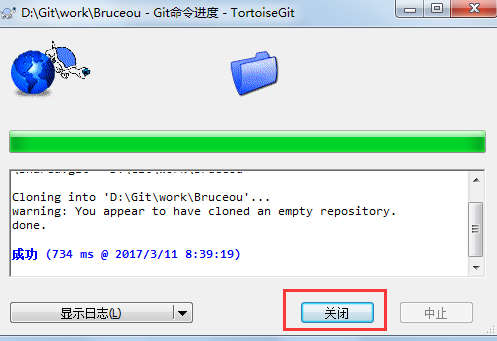 D:\Git\work\Bruceou - Git命令进度 - TortoiseGit
Cloning into 'D:\Git\work\Bruceou'...
warning: You appear to have cloned an empty repository.
done.
成功 (734 ms @ 2017/3/11 8:39:19)
显示日志(L)
关闭
中止